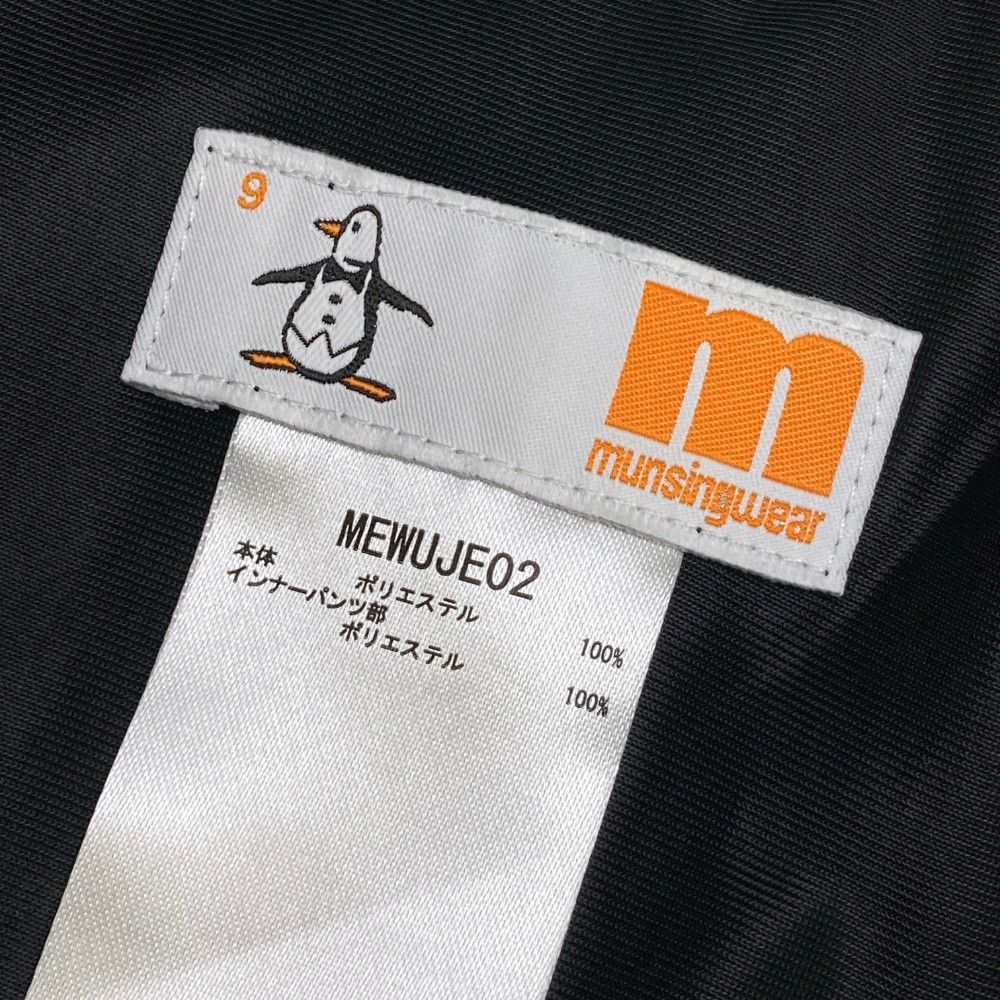 9
m
munsingwear
MEWUJE02
本体
ポリエステル 100%
インナーパンツ部
ポリエステル 100%